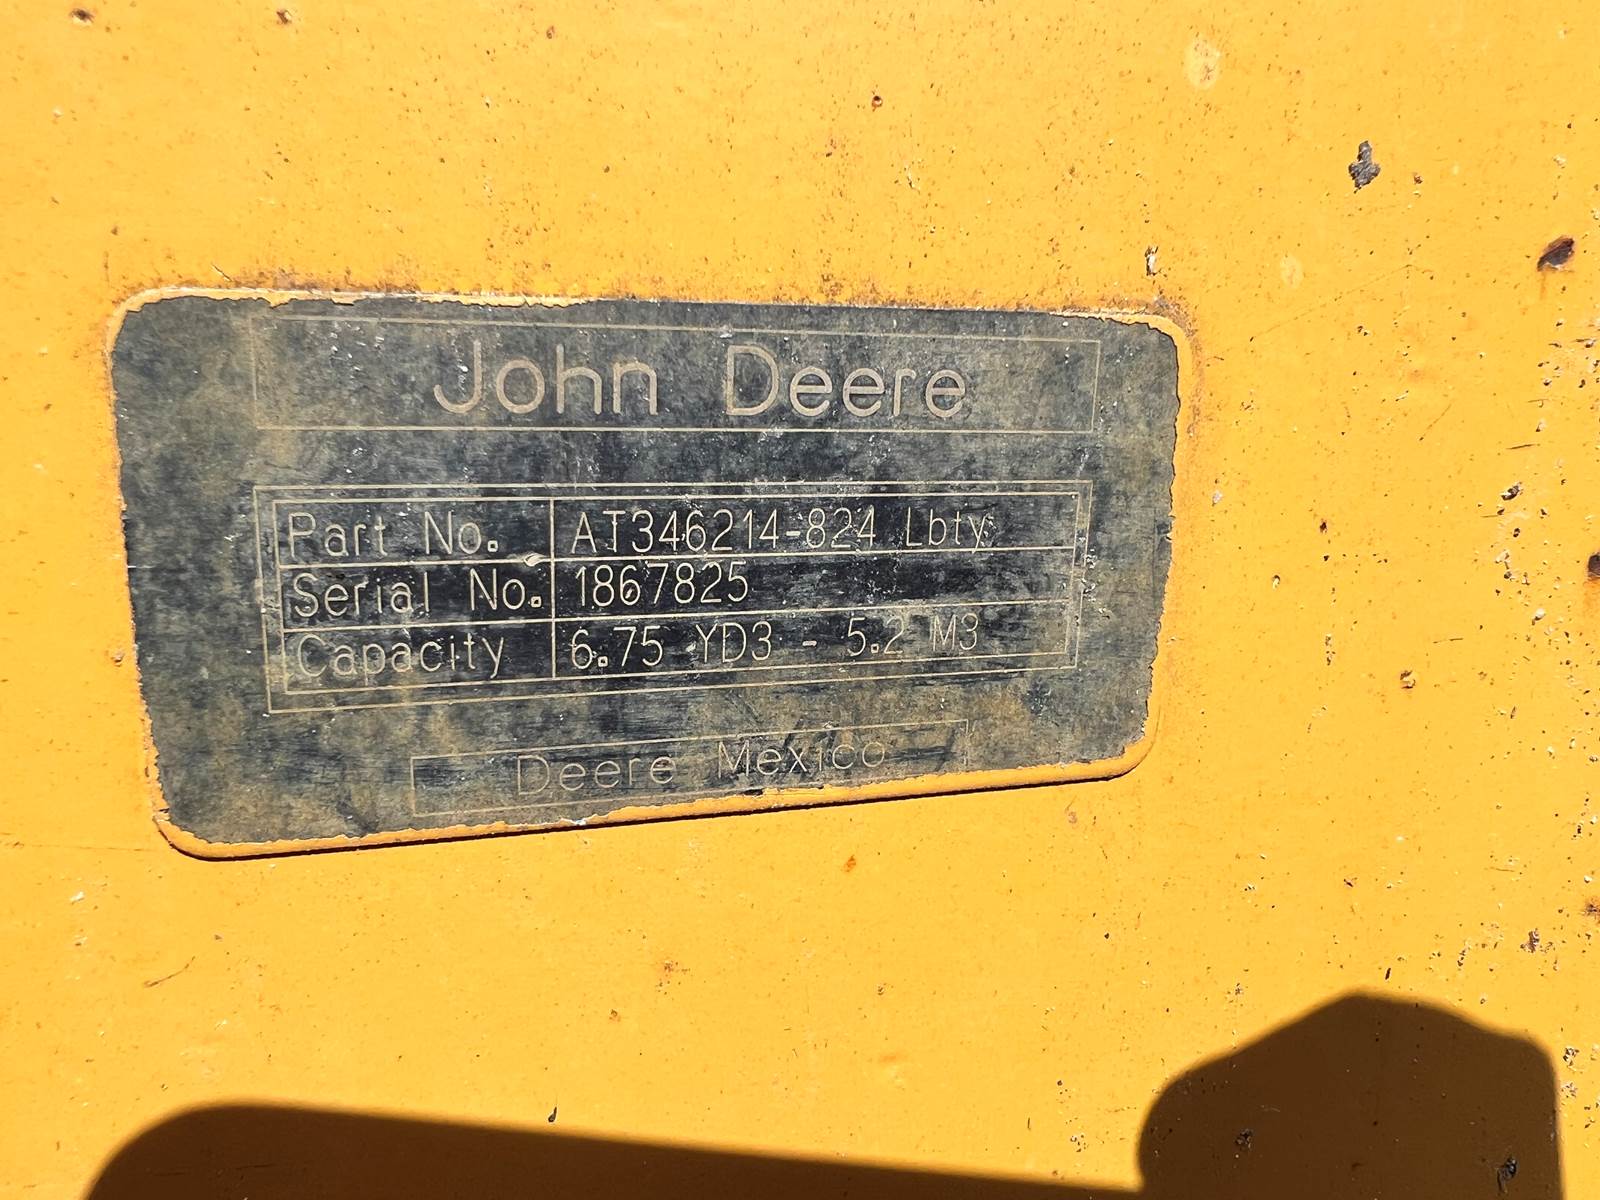 John Deere
Part No. AT346214-824 Lbty
Serial No. 1867825
Capacity 6.75 YD3 - 5.2 M3
Deere Mexico